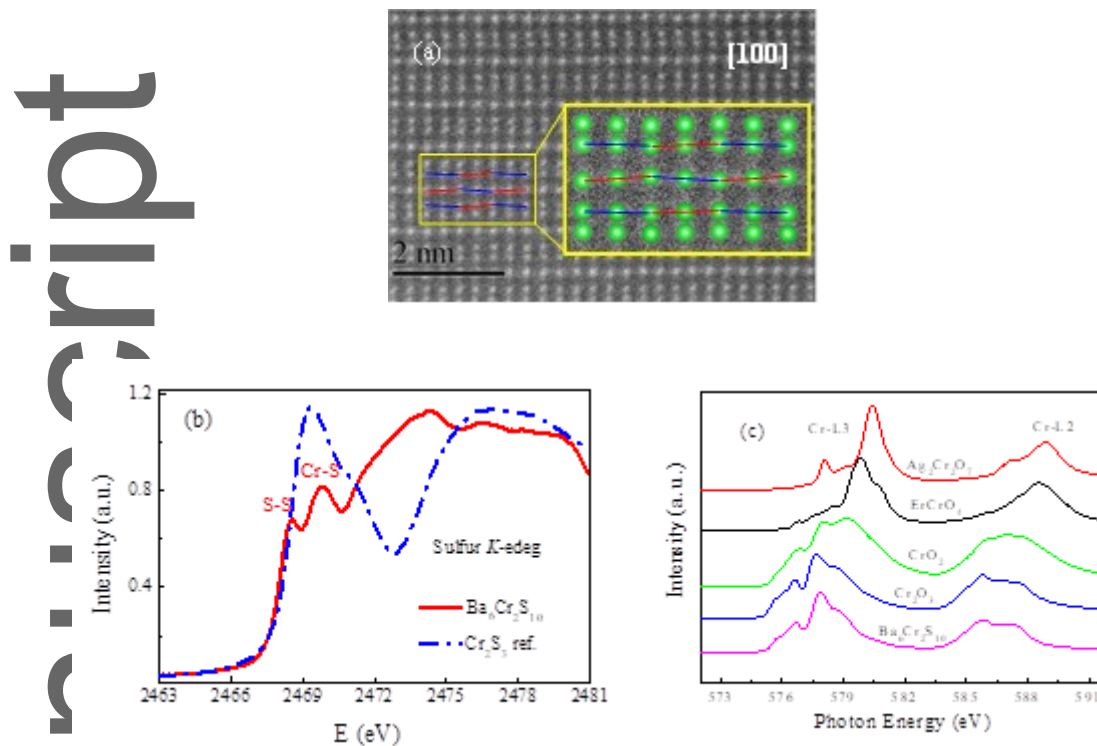 (a)
[100]
2 nm
cript
(b)
1.2
0.8
0.4
Intensity (a.u.)
S-S
Cr-S
Sulfur K-edeg
Ba₆Cr₂S₁₀
Cr₂S₃ ref.
2463 2466 2469 2472 2475 2478 2481
E (eV)
(c)
Cr-L3
Cr-L2
Ag₂Cr₂O₇
ErCrO₄
CrO₂
Cr₂O₃
Ba₆Cr₂S₁₀
Intensity (a.u.)
573 576 579 582 585 588 591
Photon Energy (eV)